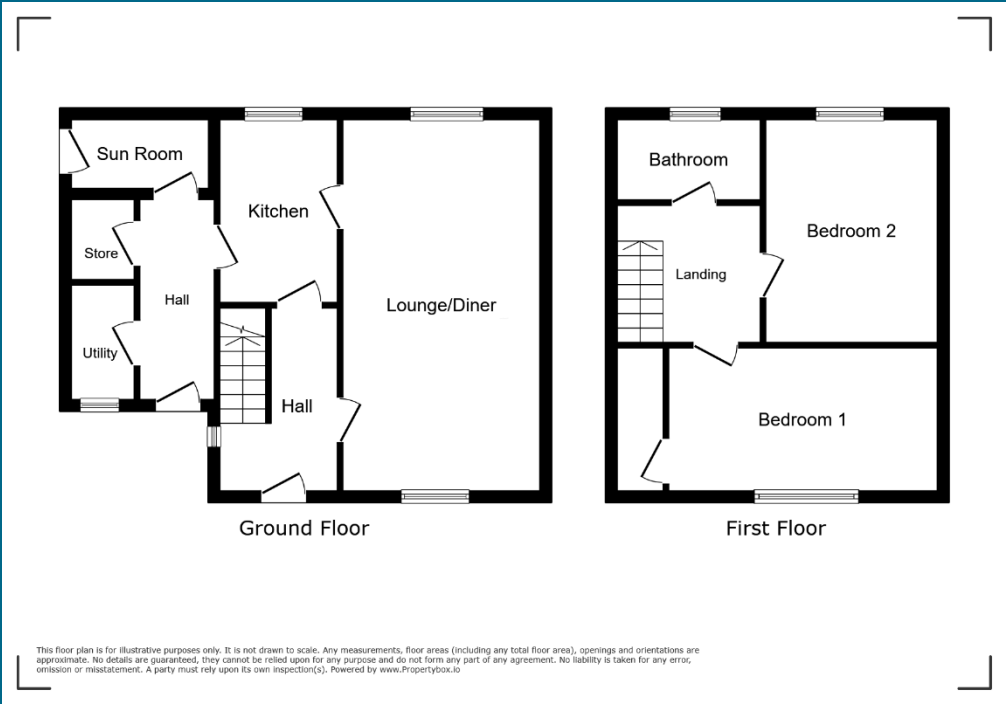 Sun Room
Kitchen
Store
Hall
Utility
Lounge/Diner
Hall
Ground Floor
Bathroom
Bedroom 2
Landing
Bedroom 1
First Floor
This floor plan is for illustrative purposes only. It is not drawn to scale. Any measurements, floor areas (including any total floor area), openings and orientations are
approximate. No details are guaranteed, they cannot be relied upon for any purpose and do not form any part of any agreement. No liability is taken for any error,
omission or misstatement. A party must rely upon its own inspection(s). Powered by www.Propertybox.io